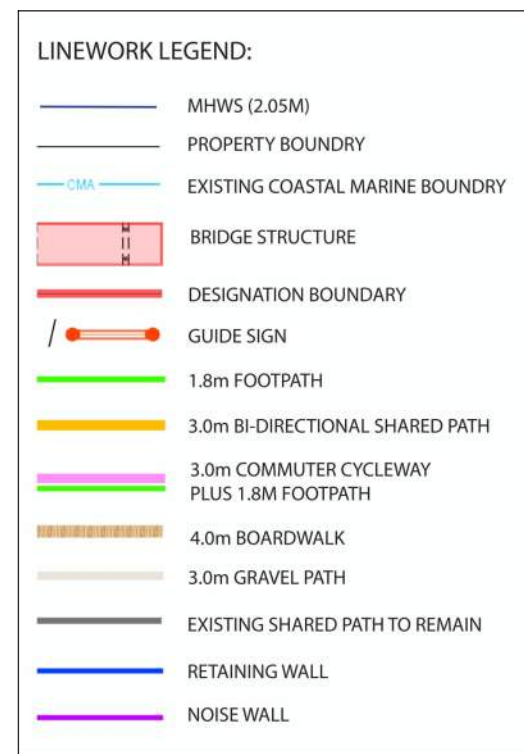 LINEWORK LEGEND:
MHWS (2.05M)
PROPERTY BOUNDRY
CMA
EXISTING COASTAL MARINE BOUNDRY
BRIDGE STRUCTURE
DESIGNATION BOUNDARY
GUIDE SIGN
1.8m FOOTPATH
3.0m BI-DIRECTIONAL SHARED PATH
3.0m COMMUTER CYCLEWAY
PLUS 1.8M FOOTPATH
4.0m BOARDWALK
3.0m GRAVEL PATH
EXISTING SHARED PATH TO REMAIN
RETAINING WALL
NOISE WALL